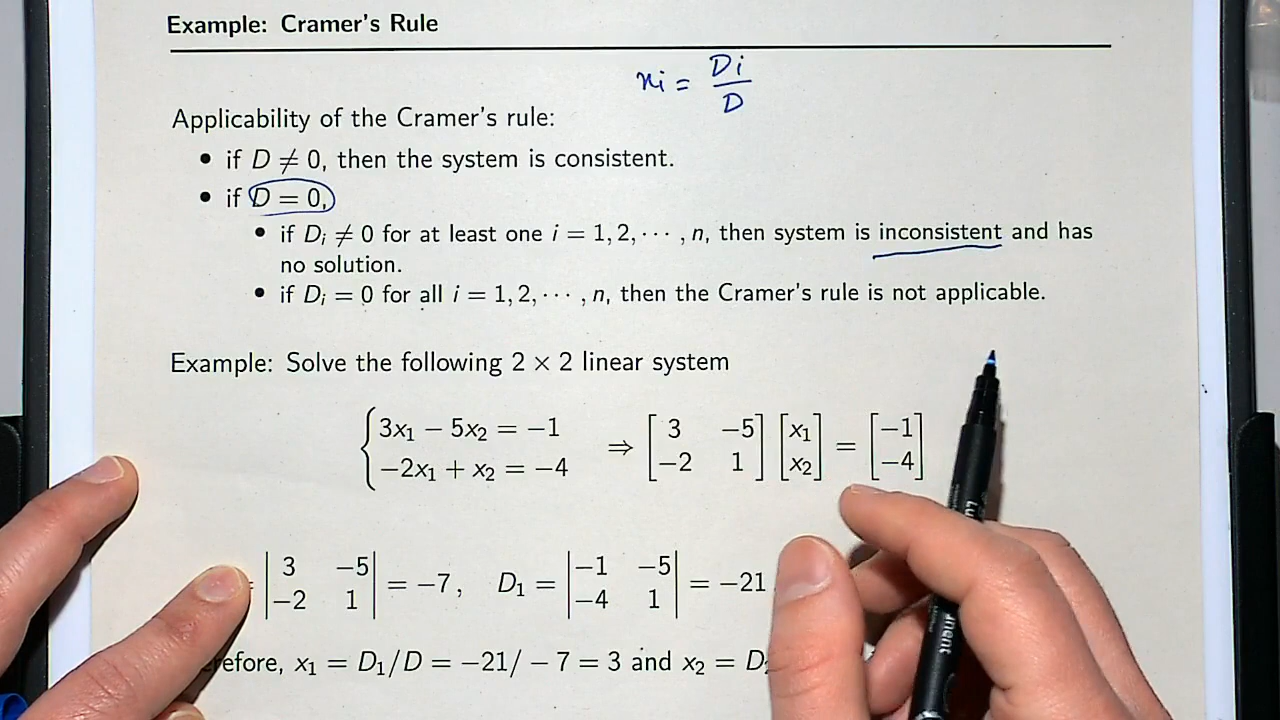 Example: Cramer's Rule
xi = Di/D
Applicability of the Cramer's rule:
• if D ≠ 0, then the system is consistent.
• if D = 0,
• if Di ≠ 0 for at least one i = 1, 2, ··· , n, then system is inconsistent and has
no solution.
• if Di = 0 for all i = 1, 2, ··· , n, then the Cramer's rule is not applicable.
Example: Solve the following 2 × 2 linear system
{ 3x₁ − 5x₂ = −1 ⇒ [ 3 −5 ] [ x₁ ] = [ −1 ]
−2x₁ + x₂ = −4 [ −2 1 ] [ x₂ ] [ −4 ]
| 3 −5 | = −7, D₁ = | −1 −5 | = −21
| −2 1 | | −4 1 |
x₁ = D₁/D = −21/ − 7 = 3 and x₂ = D